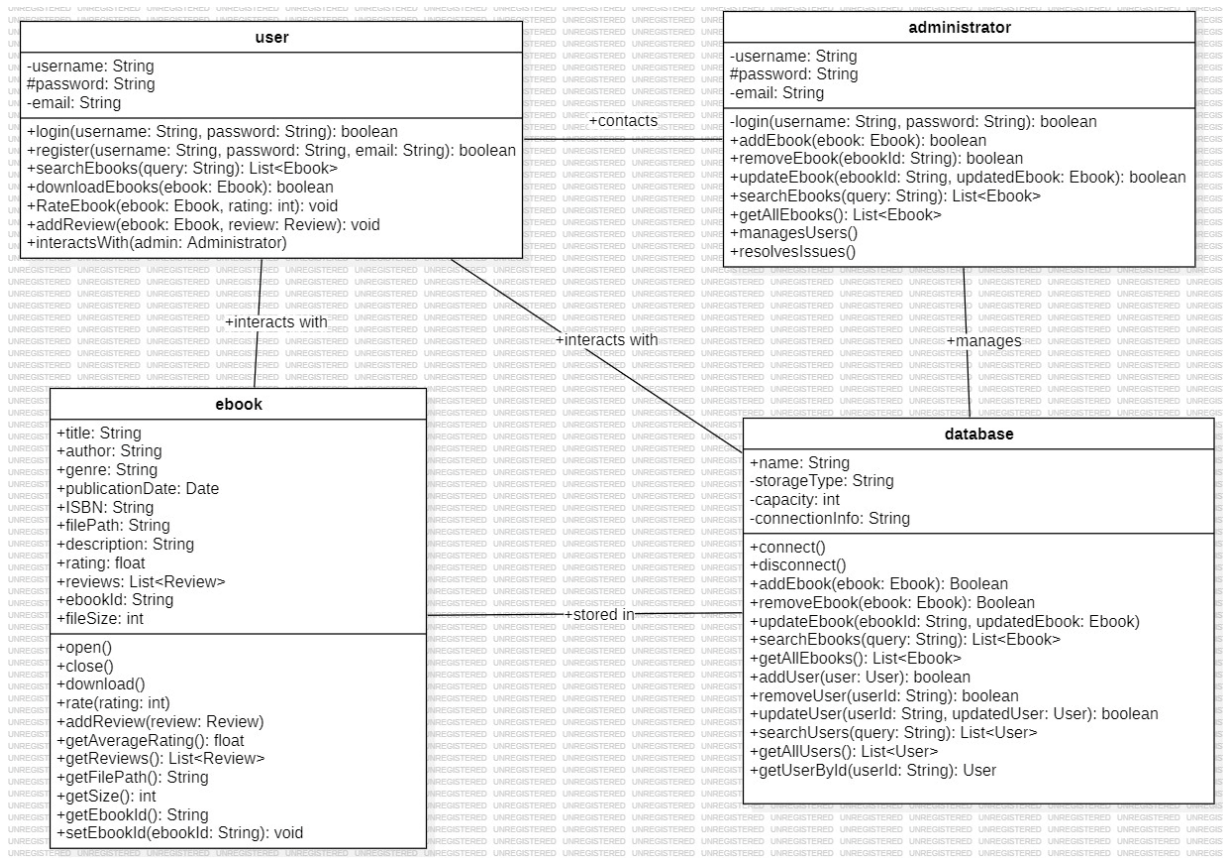 user
-username: String
#password: String
-email: String
+login(username: String, password: String): boolean
+register(username: String, password: String, email: String): boolean
+searchEbooks(query: String): List<Ebook>
+downloadEbooks(ebook: Ebook): boolean
+RateEbook(ebook: Ebook, rating: int): void
+addReview(ebook: Ebook, review: Review): void
+interactsWith(admin: Administrator)
+contacts
administrator
-username: String
#password: String
-email: String
-login(username: String, password: String): boolean
+addEbook(ebook: Ebook): boolean
+removeEbook(ebookId: String): boolean
+updateEbook(ebookId: String, updatedEbook: Ebook): boolean
+searchEbooks(query: String): List<Ebook>
+getAllEbooks(): List<Ebook>
+managesUsers()
+resolvesIssues()
+interacts with
+interacts with
+manages
ebook
+title: String
+author: String
+genre: String
+publicationDate: Date
+ISBN: String
+filePath: String
+description: String
+rating: float
+reviews: List<Review>
+ebookId: String
+fileSize: int
+open()
+close()
+download()
+rate(rating: int)
+addReview(review: Review)
+getAverageRating(): float
+getReviews(): List<Review>
+getFilePath(): String
+getSize(): int
+getEbookId(): String
+setEbookId(ebookId: String): void
+stored in
database
+name: String
-storageType: String
-capacity: int
-connectionInfo: String
+connect()
+disconnect()
+addEbook(ebook: Ebook): Boolean
+removeEbook(ebook: Ebook): Boolean
+updateEbook(ebookId: String, updatedEbook: Ebook)
+searchEbooks(query: String): List<Ebook>
+getAllEbooks(): List<Ebook>
+addUser(user: User): boolean
+removeUser(userId: String): boolean
+updateUser(userId: String, updatedUser: User): boolean
+searchUsers(query: String): List<User>
+getAllUsers(): List<User>
+getUserById(userId: String): User
UNREGISTERED